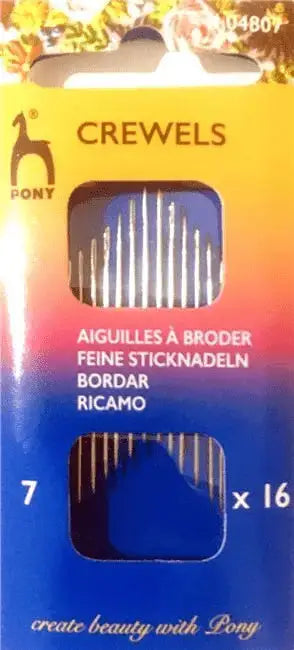 04807
CREWELS
PONY
AIGUILLES À BRODER
FEINE STICKNADELN
BORDAR
RICAMO
7 x 16
create beauty with Pony